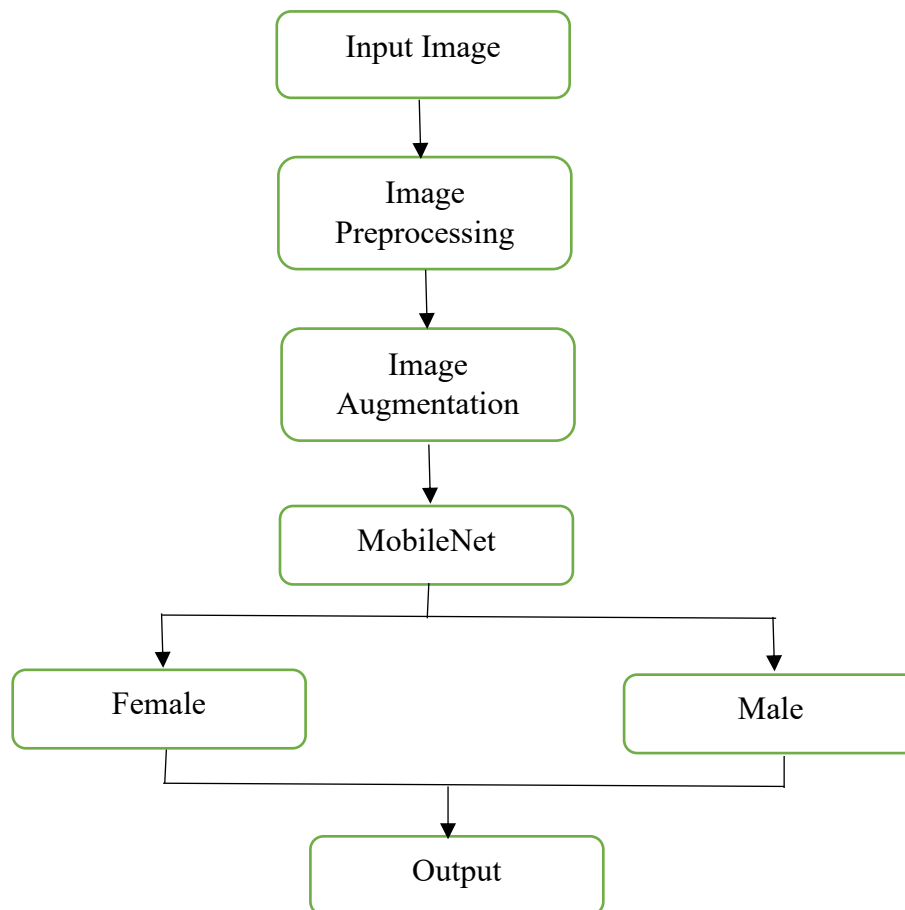 Input Image
Image
Preprocessing
Image
Augmentation
MobileNet
Female
Male
Output